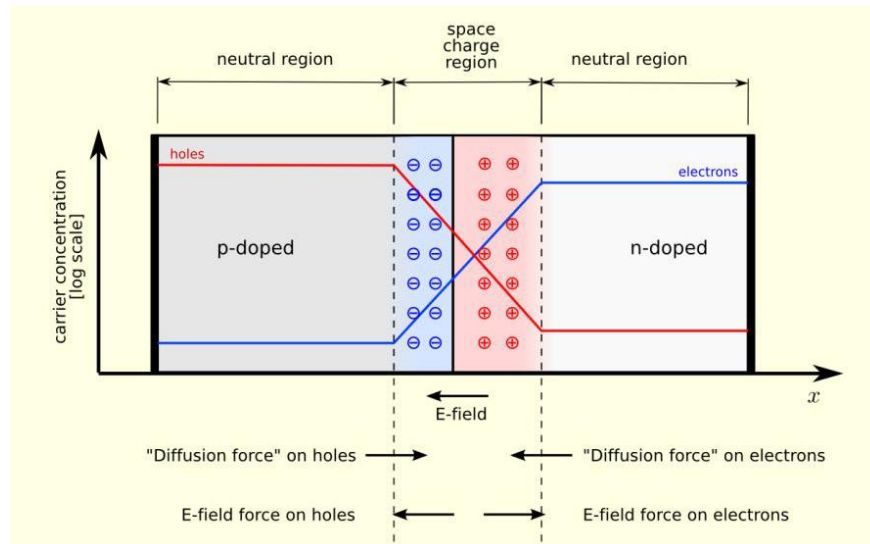 space
charge
region
neutral region
neutral region
holes
electrons
carrier concentration
[log scale]
p-doped
n-doped
⊖ ⊖ ⊕ ⊕
⊖ ⊖ ⊕ ⊕
⊖ ⊖ ⊕ ⊕
⊖ ⊖ ⊕ ⊕
⊖ ⊖ ⊕ ⊕
⊖ ⊖ ⊕ ⊕
⊖ ⊖ ⊕ ⊕
x
E-field
"Diffusion force" on holes
"Diffusion force" on electrons
E-field force on holes
E-field force on electrons